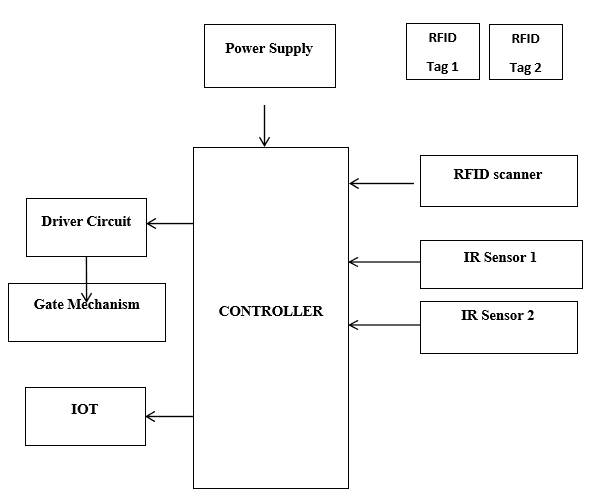 Power Supply
RFID
Tag 1
RFID
Tag 2
RFID scanner
Driver Circuit
IR Sensor 1
Gate Mechanism
CONTROLLER
IR Sensor 2
IOT